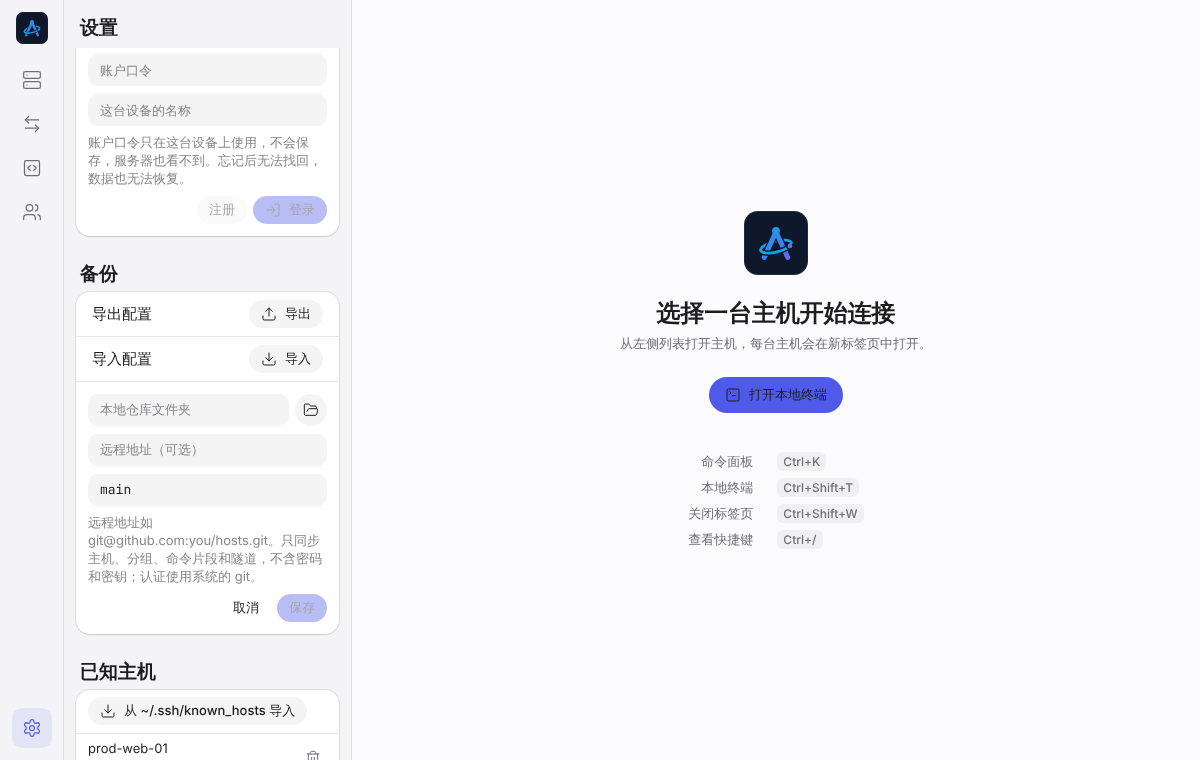 设置
账户口令
这台设备的名称
账户口令只在这台设备上使用，不会保
存，服务器也看不到。忘记后无法找回，
数据也无法恢复。
注册
登录
备份
导出配置
导出
导入配置
导入
本地仓库文件夹
远程地址（可选）
main
远程地址如
git@github.com:you/hosts.git。只同步
主机、分组、命令片段和隧道，不含密码
和密钥；认证使用系统的 git。
取消
保存
已知主机
从 ~/.ssh/known_hosts 导入
prod-web-01
选择一台主机开始连接
从左侧列表打开主机，每台主机会在新标签页中打开。
打开本地终端
命令面板 Ctrl+K
本地终端 Ctrl+Shift+T
关闭标签页 Ctrl+Shift+W
查看快捷键 Ctrl+/